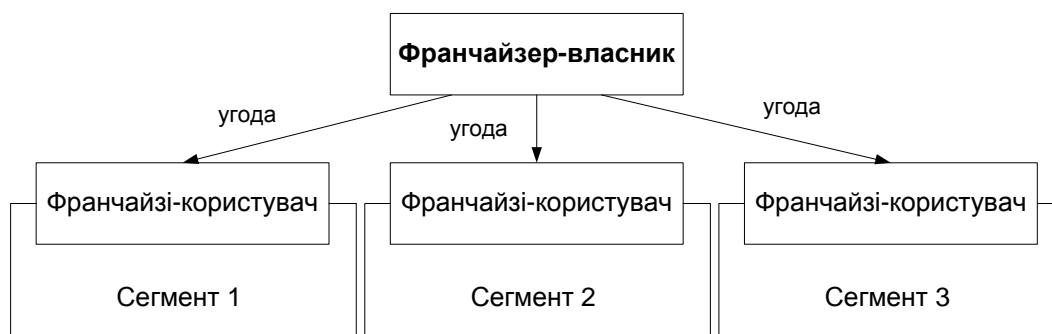 Франчайзер-власник
угода
угода
угода
Франчайзі-користувач
Франчайзі-користувач
Франчайзі-користувач
Сегмент 1
Сегмент 2
Сегмент 3